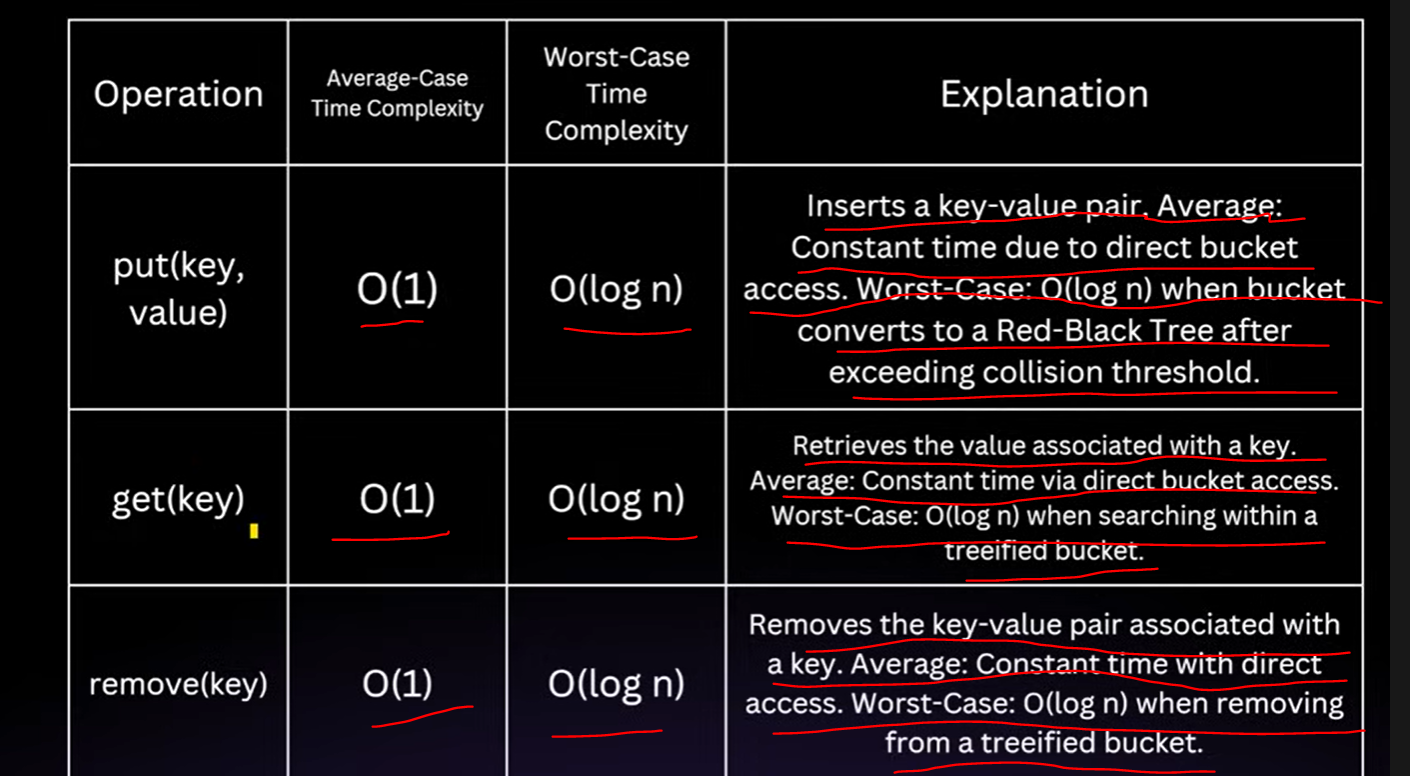 Operation
Average-Case
Time Complexity
Worst-Case
Time
Complexity
Explanation
put(key,
value)
O(1)
O(log n)
Inserts a key-value pair. Average:
Constant time due to direct bucket
access. Worst-Case: O(log n) when bucket
converts to a Red-Black Tree after
exceeding collision threshold.
get(key)
O(1)
O(log n)
Retrieves the value associated with a key.
Average: Constant time via direct bucket access.
Worst-Case: O(log n) when searching within a
treeified bucket.
remove(key)
O(1)
O(log n)
Removes the key-value pair associated with
a key. Average: Constant time with direct
access. Worst-Case: O(log n) when removing
from a treeified bucket.